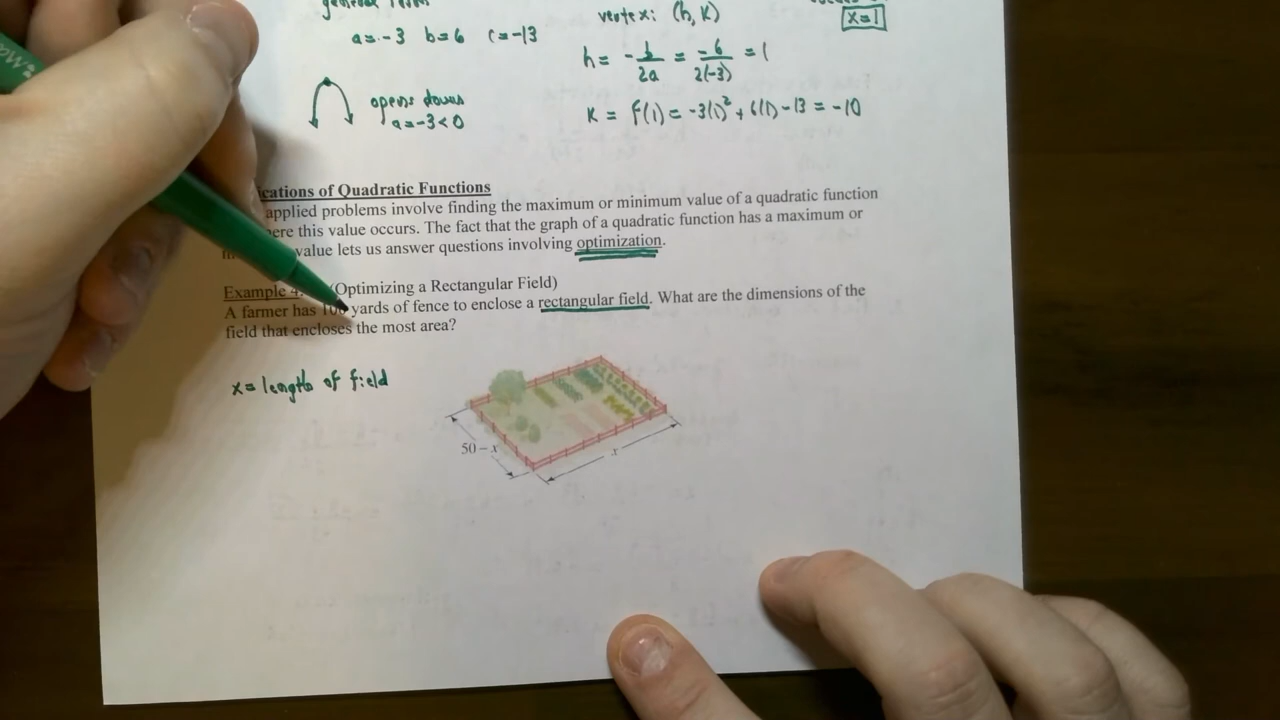 vertex: (h, k)
x=1
a=-3 b=6 c=-13
h = -b/2a = -6/2(-3) = 1
opens down
a=-3<0
k = f(1) = -3(1)² + 6(1) - 13 = -10
ications of Quadratic Functions
applied problems involve finding the maximum or minimum value of a quadratic function
ere this value occurs. The fact that the graph of a quadratic function has a maximum or
value lets us answer questions involving optimization.
Example 4 (Optimizing a Rectangular Field)
A farmer has yards of fence to enclose a rectangular field. What are the dimensions of the
field that encloses the most area?
x = length of field
50 – x
x